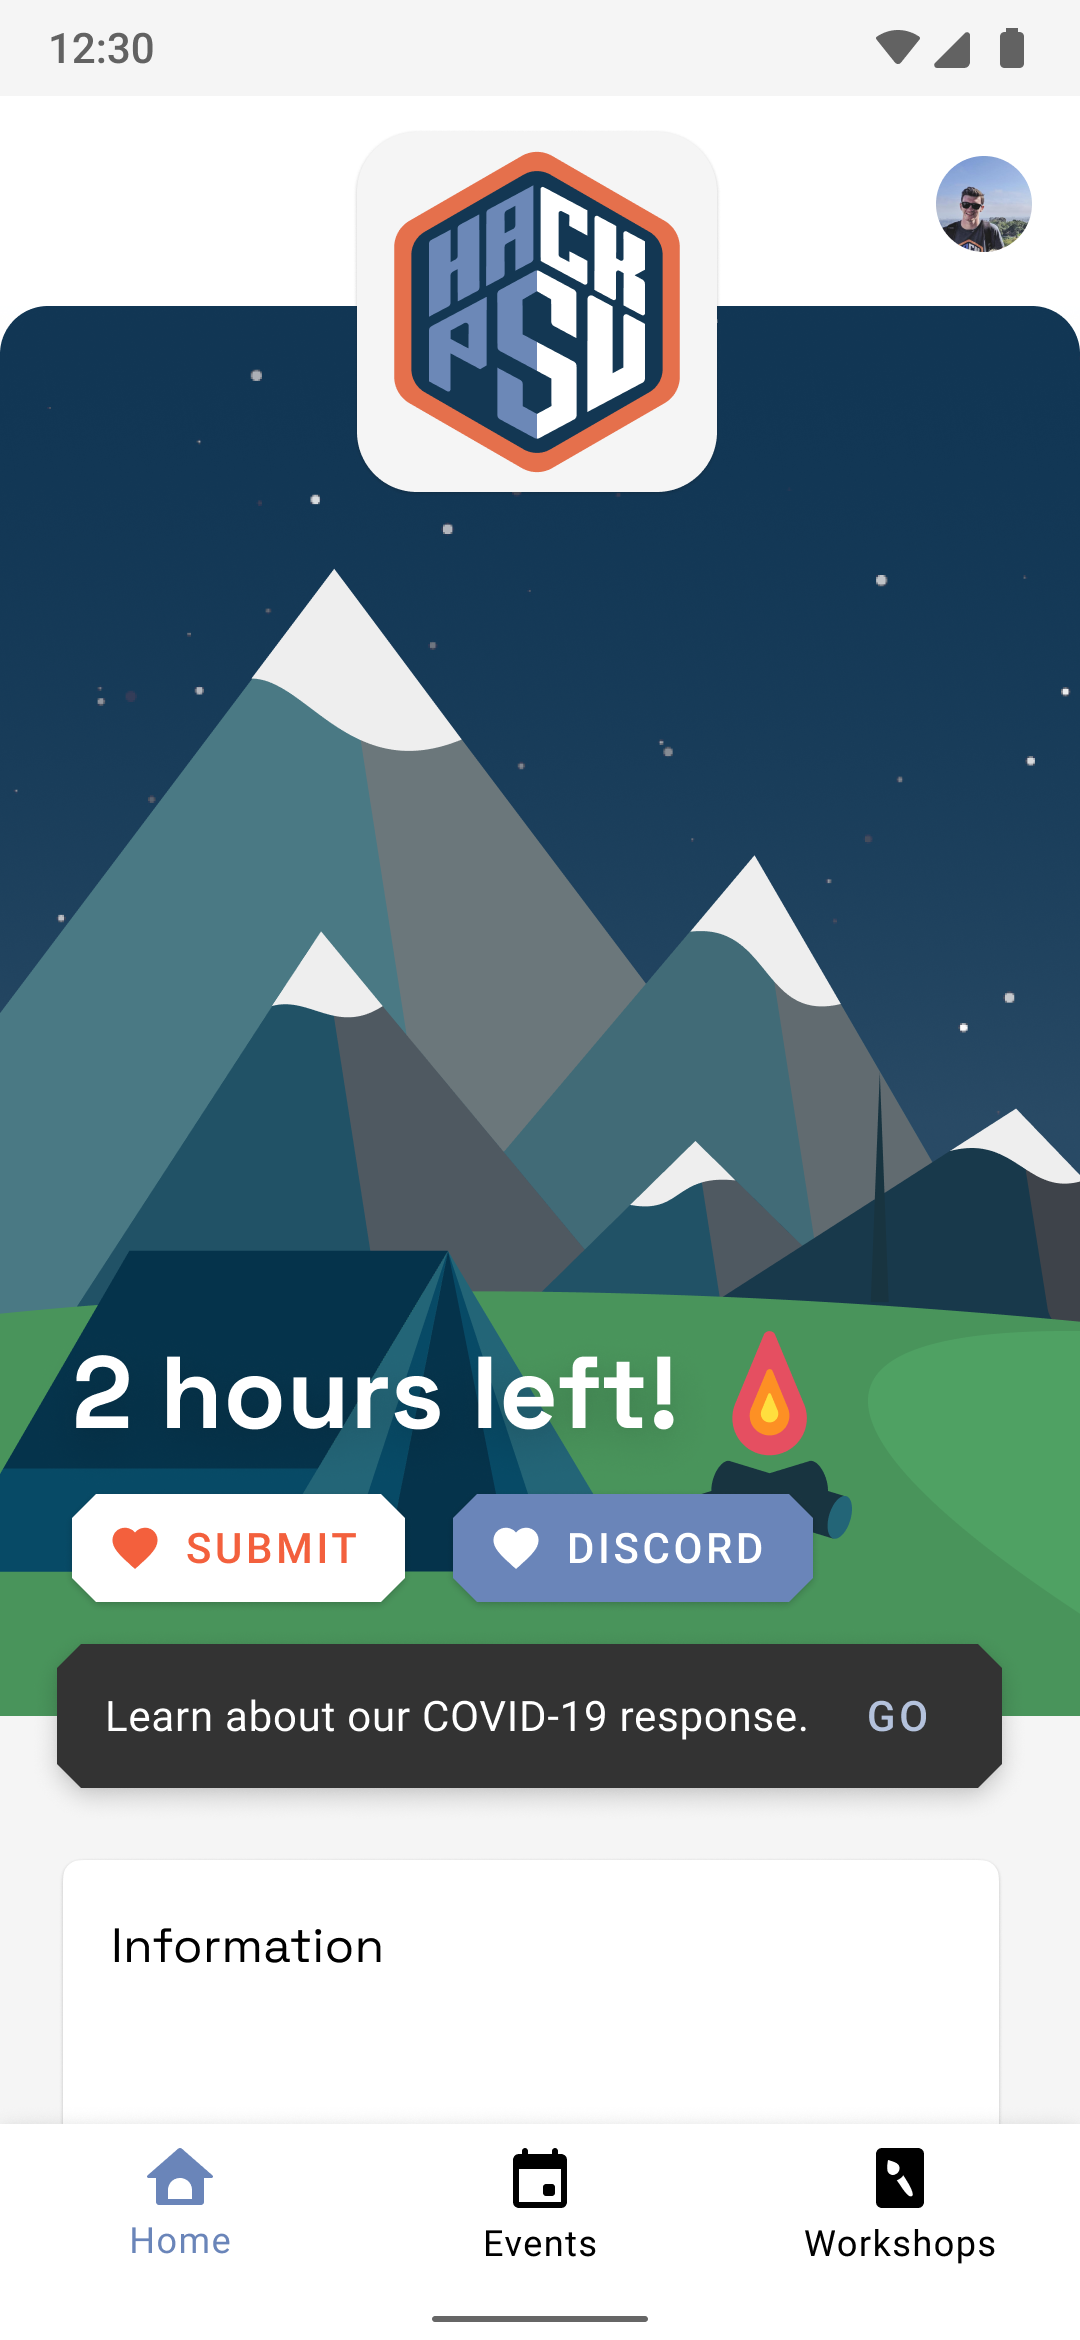 12:30
HACK
PSU
2 hours left!
SUBMIT
DISCORD
Learn about our COVID-19 response.
GO
Information
Home
Events
Workshops